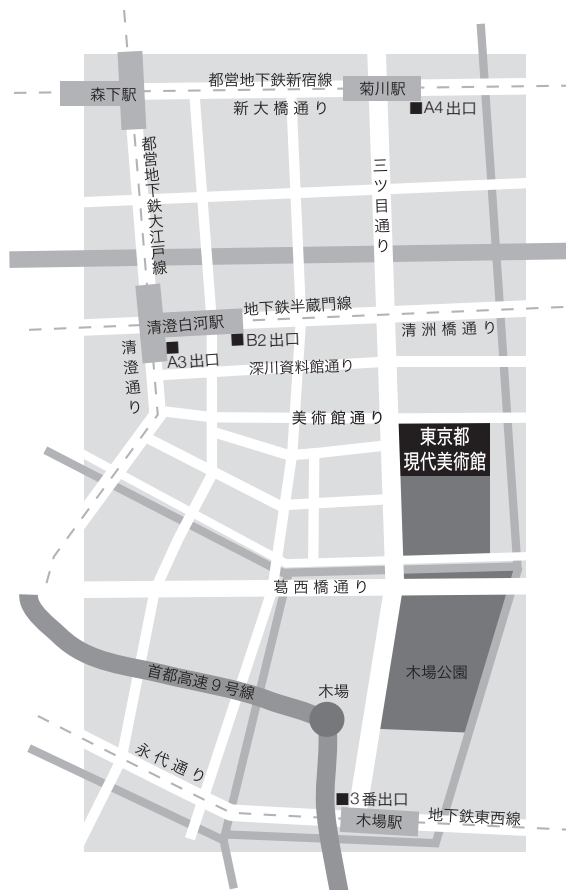 都営地下鉄新宿線
森下駅
菊川駅
新大橋通り
■A4出口
都営地下鉄大江戸線
三ツ目通り
地下鉄半蔵門線
清澄白河駅
清洲橋通り
■B2出口
清澄通り
■
A3出口
深川資料館通り
美術館通り
東京都
現代美術館
葛西橋通り
木場公園
首都高速9号線
木場
永代通り
■3番出口
木場駅
地下鉄東西線